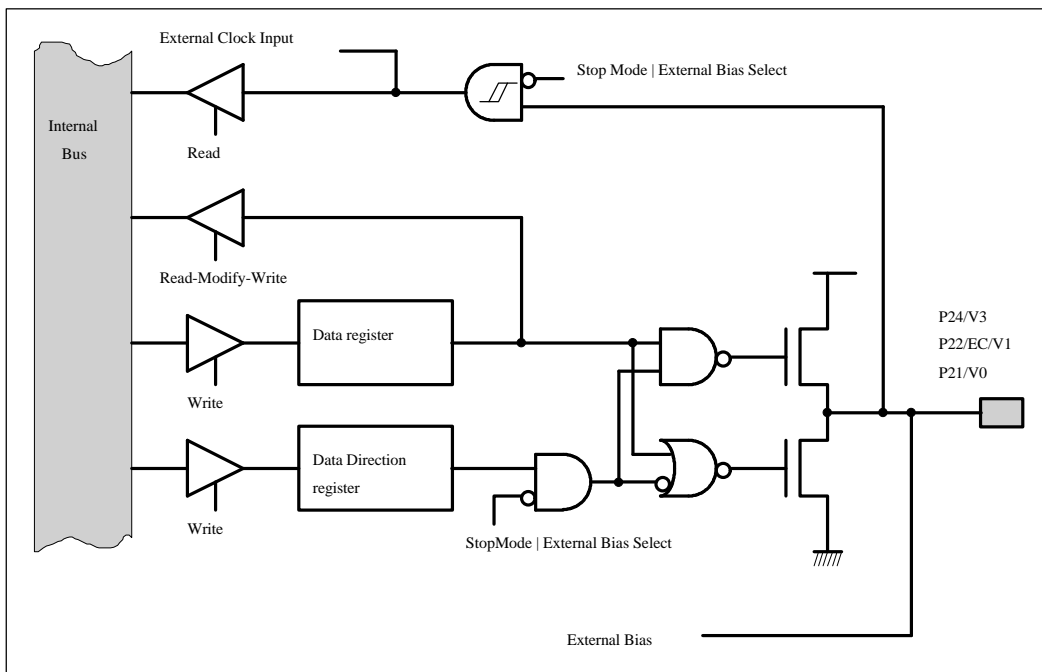 External Clock Input
Stop Mode | External Bias Select
Internal
Bus
Read
Read-Modify-Write
P24/V3
Data register
P22/EC/V1
P21/V0
Write
Data Direction
register
Write
StopMode | External Bias Select
External Bias